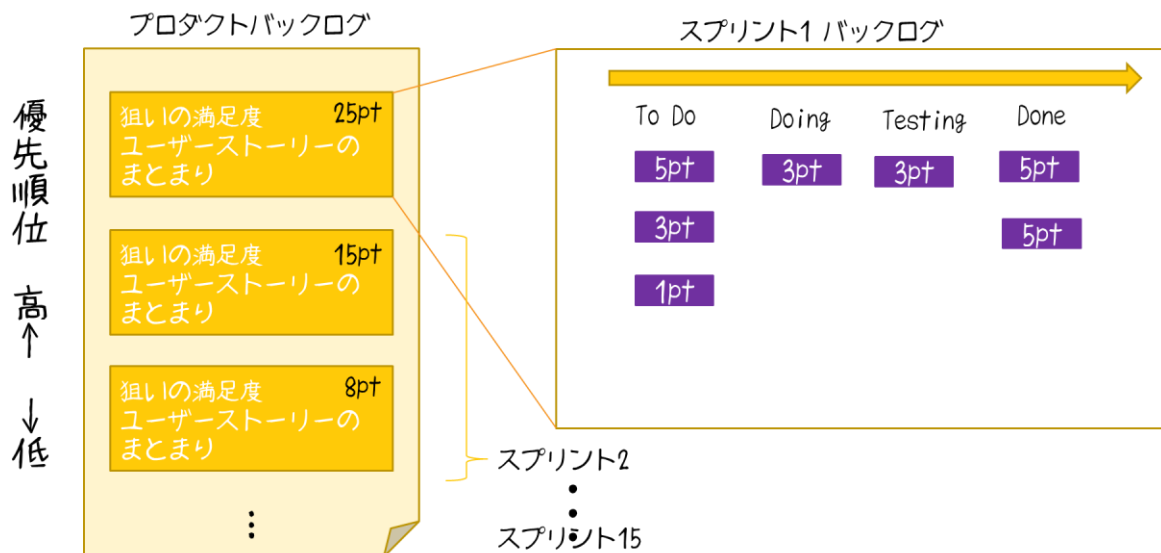 プロダクトバックログ
スプリント1 バックログ
優先順位 高↑ ↓低
狙いの満足度 25pt
ユーザーストーリーの
まとまり
狙いの満足度 15pt
ユーザーストーリーの
まとまり
狙いの満足度 8pt
ユーザーストーリーの
まとまり
⋮
To Do Doing Testing Done
5pt 3pt 3pt 5pt
3pt 5pt
1pt
スプリント2
スプリント15